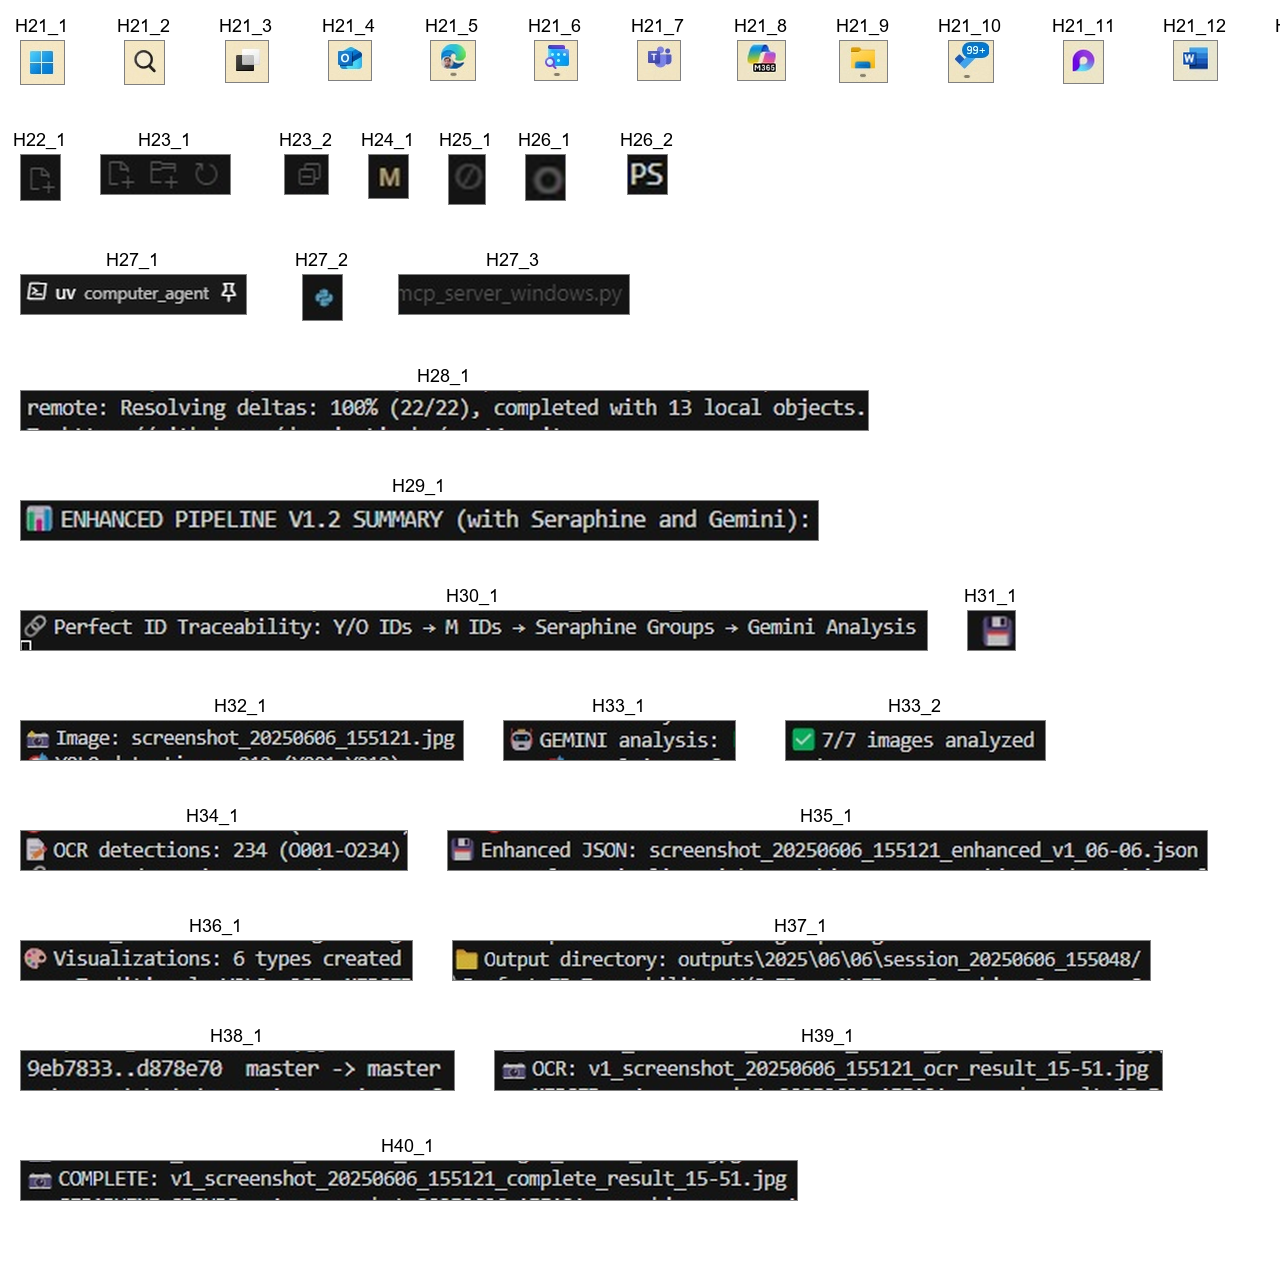 H21_1 H21_2 H21_3 H21_4 H21_5 H21_6 H21_7 H21_8 H21_9 H21_10 H21_11 H21_12
O T M365 99+ W
H22_1 H23_1 H23_2 H24_1 H25_1 H26_1 H26_2
M PS
H27_1 H27_2 H27_3
uv computer_agent mcp_server_windows.py
H28_1
remote: Resolving deltas: 100% (22/22), completed with 13 local objects.
H29_1
ENHANCED PIPELINE V1.2 SUMMARY (with Seraphine and Gemini):
H30_1 H31_1
Perfect ID Traceability: Y/O IDs → M IDs → Seraphine Groups → Gemini Analysis
H32_1 H33_1 H33_2
Image: screenshot_20250606_155121.jpg GEMINI analysis: 7/7 images analyzed
H34_1 H35_1
OCR detections: 234 (O001-O234) Enhanced JSON: screenshot_20250606_155121_enhanced_v1_06-06.json
H36_1 H37_1
Visualizations: 6 types created Output directory: outputs\2025\06\06\session_20250606_155048/
H38_1 H39_1
9eb7833..d878e70 master -> master OCR: v1_screenshot_20250606_155121_ocr_result_15-51.jpg
H40_1
COMPLETE: v1_screenshot_20250606_155121_complete_result_15-51.jpg